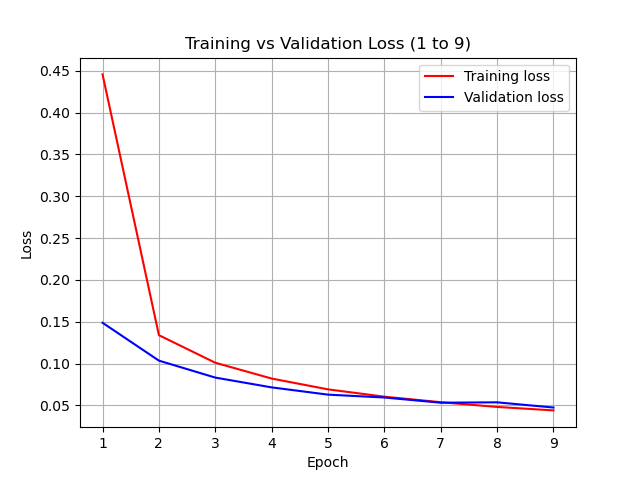 Training vs Validation Loss (1 to 9)
Training loss
Validation loss
0.45
0.40
0.35
0.30
0.25
0.20
0.15
0.10
0.05
Loss
1 2 3 4 5 6 7 8 9
Epoch